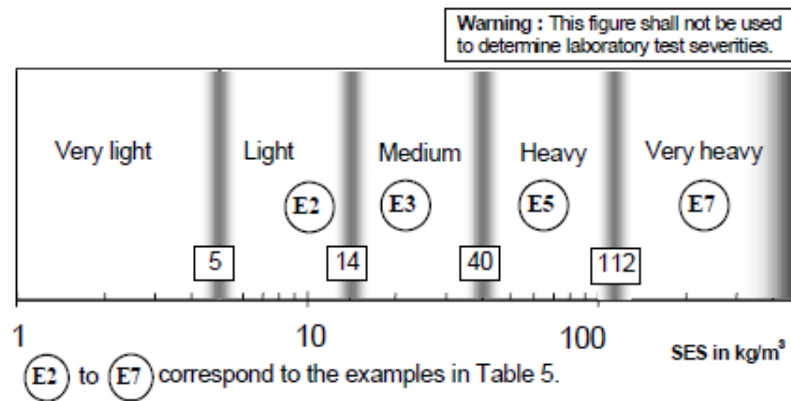 Warning : This figure shall not be used
to determine laboratory test severities.
Very light Light Medium Heavy Very heavy
E2 E3 E5 E7
5 14 40 112
1 10 100 SES in kg/m³
E2 to E7 correspond to the examples in Table 5.